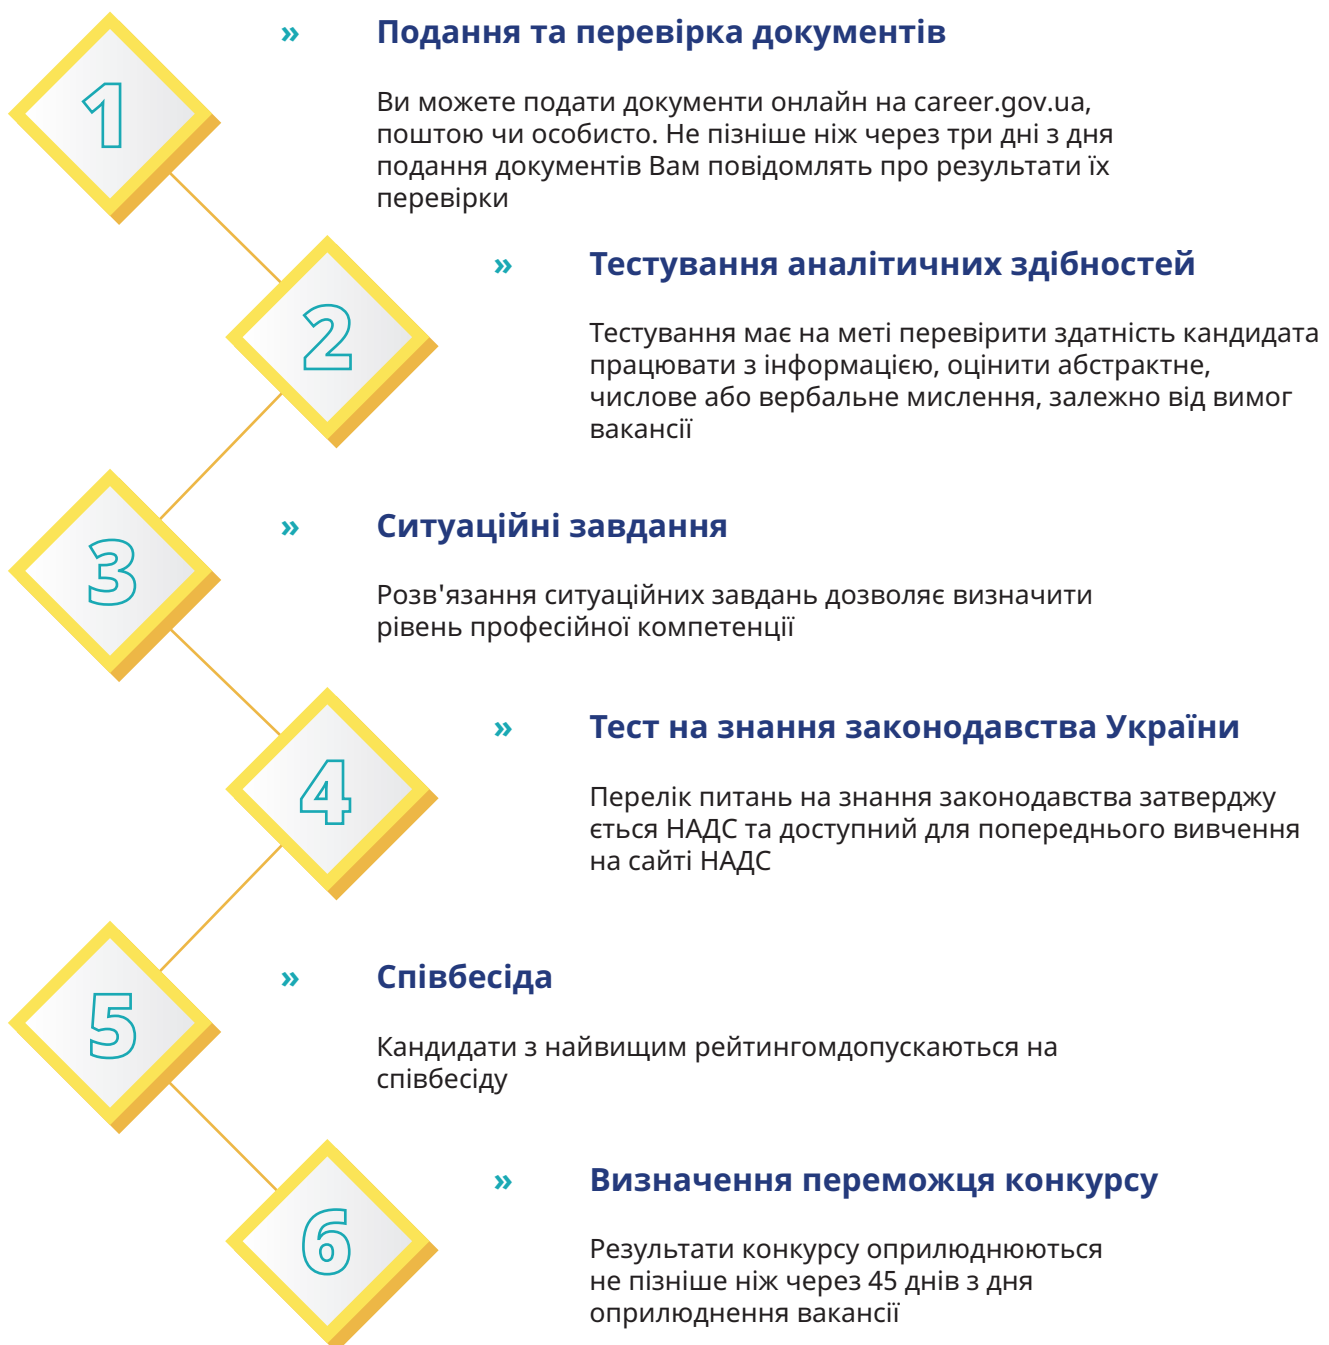 1
» Подання та перевірка документів
Ви можете подати документи онлайн на career.gov.ua,
поштою чи особисто. Не пізніше ніж через три дні з дня
подання документів Вам повідомлять про результати їх
перевірки
2
» Тестування аналітичних здібностей
Тестування має на меті перевірити здатність кандидата
працювати з інформацією, оцінити абстрактне,
числове або вербальне мислення, залежно від вимог
вакансії
3
» Ситуаційні завдання
Розв'язання ситуаційних завдань дозволяє визначити
рівень професійної компетенції
4
» Тест на знання законодавства України
Перелік питань на знання законодавства затверджу
ється НАДС та доступний для попереднього вивчення
на сайті НАДС
5
» Співбесіда
Кандидати з найвищим рейтингомдопускаються на
співбесіду
6
» Визначення переможця конкурсу
Результати конкурсу оприлюднюються
не пізніше ніж через 45 днів з дня
оприлюднення вакансії